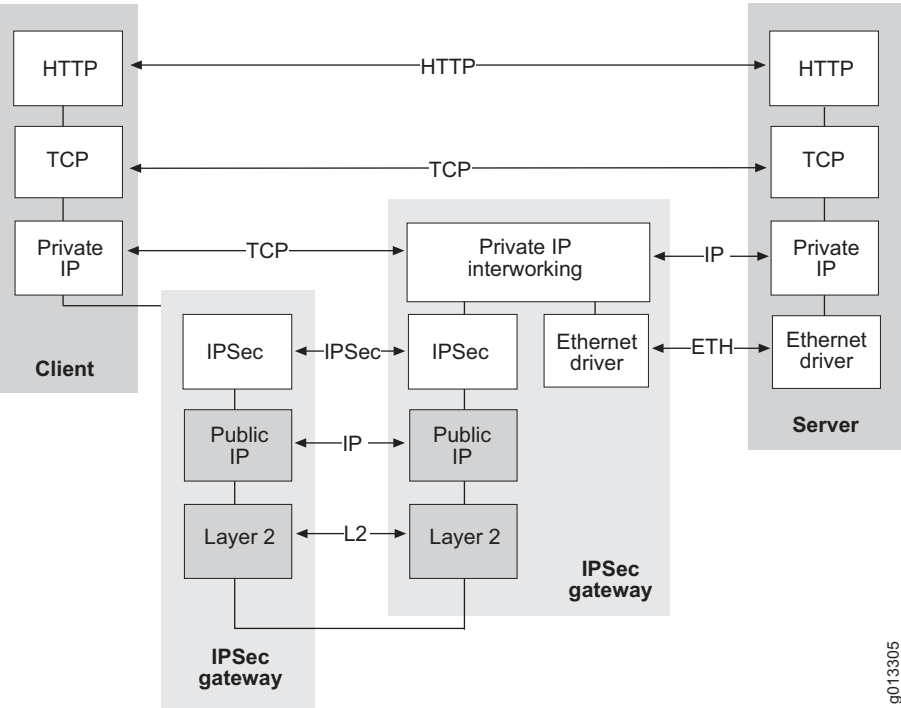 HTTP
HTTP
HTTP
TCP
TCP
TCP
Private
IP
TCP
Private IP
interworking
IP
Private
IP
IPSec
IPSec
IPSec
Ethernet
driver
ETH
Ethernet
driver
Client
Server
Public
IP
IP
Public
IP
Layer 2
L2
Layer 2
IPSec
gateway
IPSec
gateway
g013305